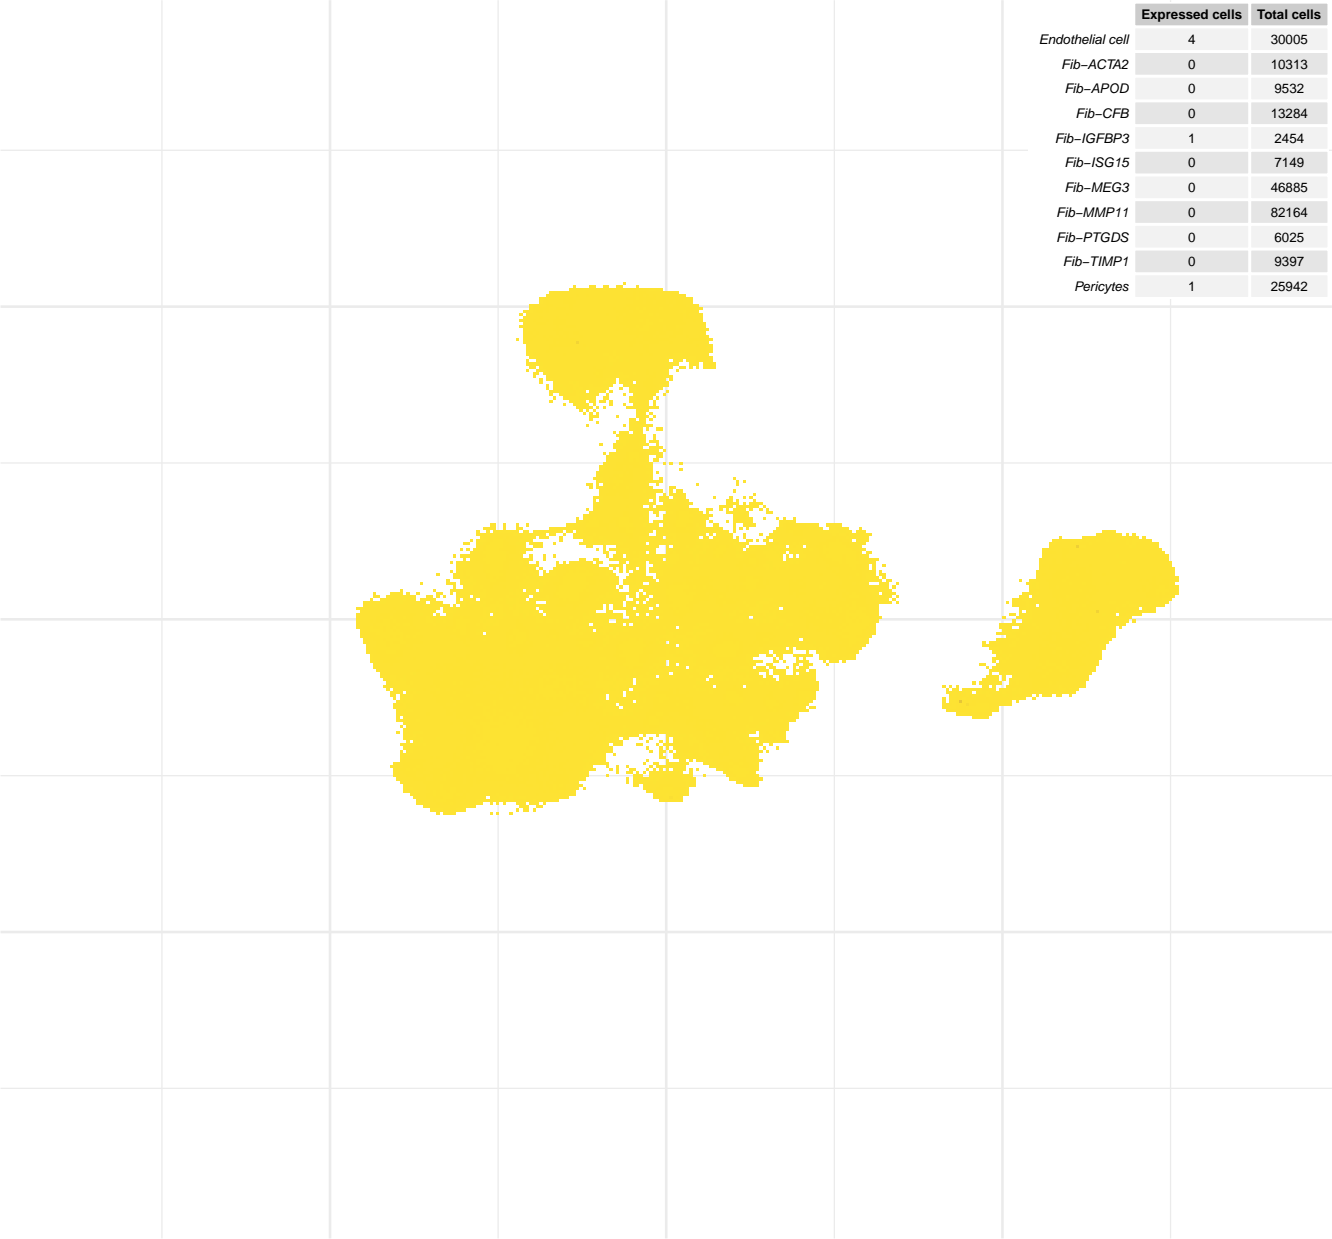 Expressed cells Total cells
Endothelial cell 4 30005
Fib−ACTA2 0 10313
Fib−APOD 0 9532
Fib−CFB 0 13284
Fib−IGFBP3 1 2454
Fib−ISG15 0 7149
Fib−MEG3 0 46885
Fib−MMP11 0 82164
Fib−PTGDS 0 6025
Fib−TIMP1 0 9397
Pericytes 1 25942